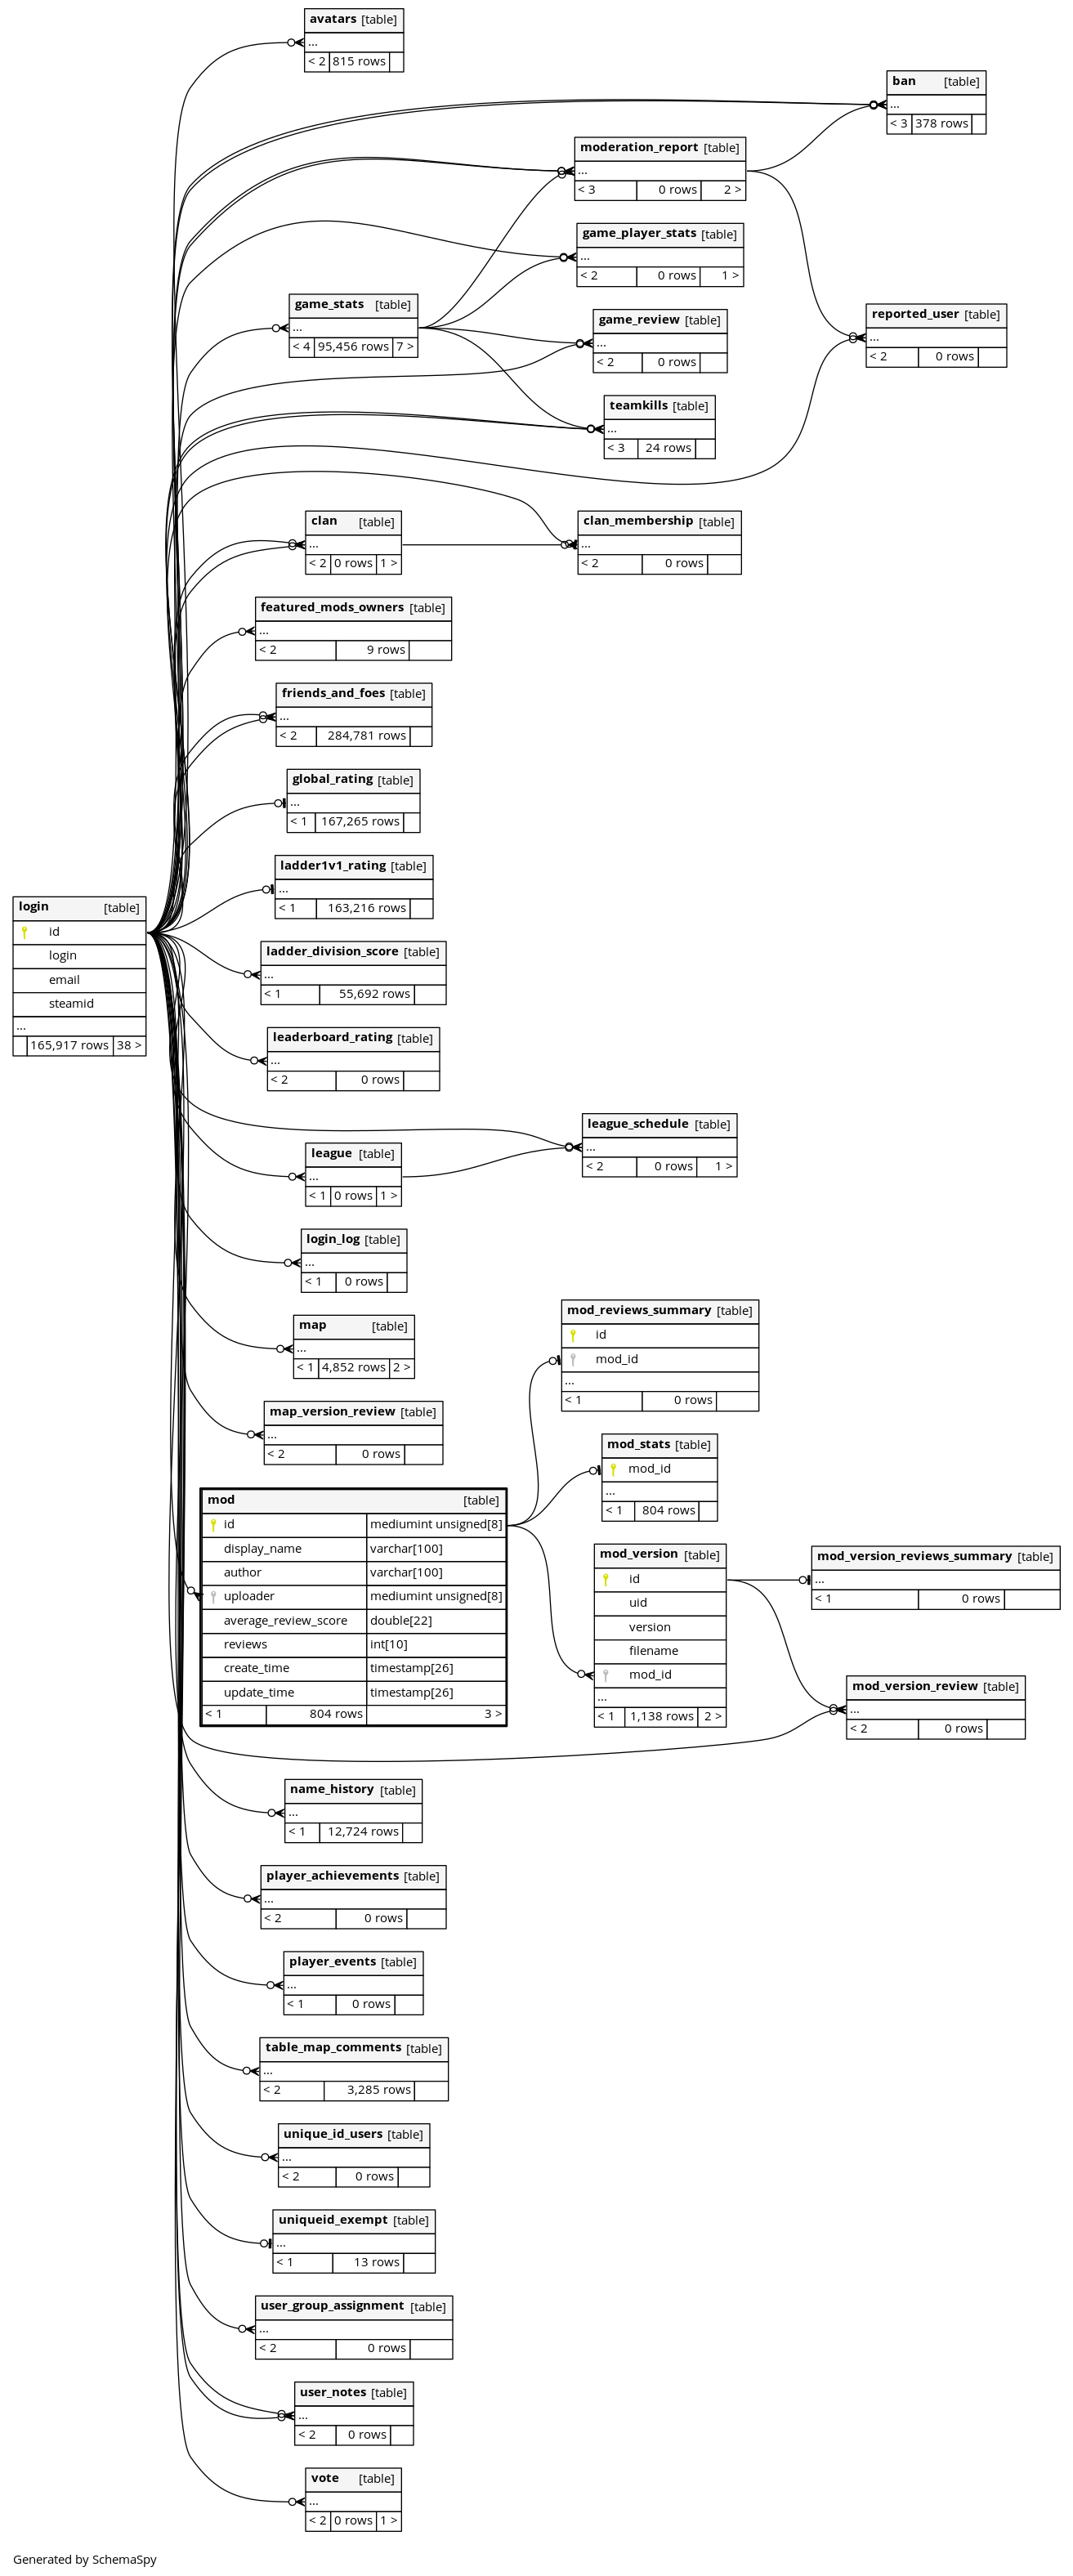 avatars [table]
...
< 2 815 rows
ban [table]
...
< 3 378 rows
moderation_report [table]
...
< 3 0 rows 2 >
game_player_stats [table]
...
< 2 0 rows 1 >
game_stats [table]
...
< 4 95,456 rows 7 >
game_review [table]
...
< 2 0 rows
reported_user [table]
...
< 2 0 rows
teamkills [table]
...
< 3 24 rows
clan [table]
...
< 2 0 rows 1 >
clan_membership [table]
...
< 2 0 rows
featured_mods_owners [table]
...
< 2 9 rows
friends_and_foes [table]
...
< 2 284,781 rows
global_rating [table]
...
< 1 167,265 rows
ladder1v1_rating [table]
...
< 1 163,216 rows
login [table]
id
login
email
steamid
...
165,917 rows 38 >
ladder_division_score [table]
...
< 1 55,692 rows
leaderboard_rating [table]
...
< 2 0 rows
league_schedule [table]
...
< 2 0 rows 1 >
league [table]
...
< 1 0 rows 1 >
login_log [table]
...
< 1 0 rows
map [table]
...
< 1 4,852 rows 2 >
mod_reviews_summary [table]
id
mod_id
...
< 1 0 rows
map_version_review [table]
...
< 2 0 rows
mod_stats [table]
mod_id
...
< 1 804 rows
mod [table]
id mediumint unsigned[8]
display_name varchar[100]
author varchar[100]
uploader mediumint unsigned[8]
average_review_score double[22]
reviews int[10]
create_time timestamp[26]
update_time timestamp[26]
< 1 804 rows 3 >
mod_version [table]
id
uid
version
filename
mod_id
...
< 1 1,138 rows 2 >
mod_version_reviews_summary [table]
...
< 1 0 rows
mod_version_review [table]
...
< 2 0 rows
name_history [table]
...
< 1 12,724 rows
player_achievements [table]
...
< 2 0 rows
player_events [table]
...
< 1 0 rows
table_map_comments [table]
...
< 2 3,285 rows
unique_id_users [table]
...
< 2 0 rows
uniqueid_exempt [table]
...
< 1 13 rows
user_group_assignment [table]
...
< 2 0 rows
user_notes [table]
...
< 2 0 rows
vote [table]
...
< 2 0 rows 1 >
Generated by SchemaSpy